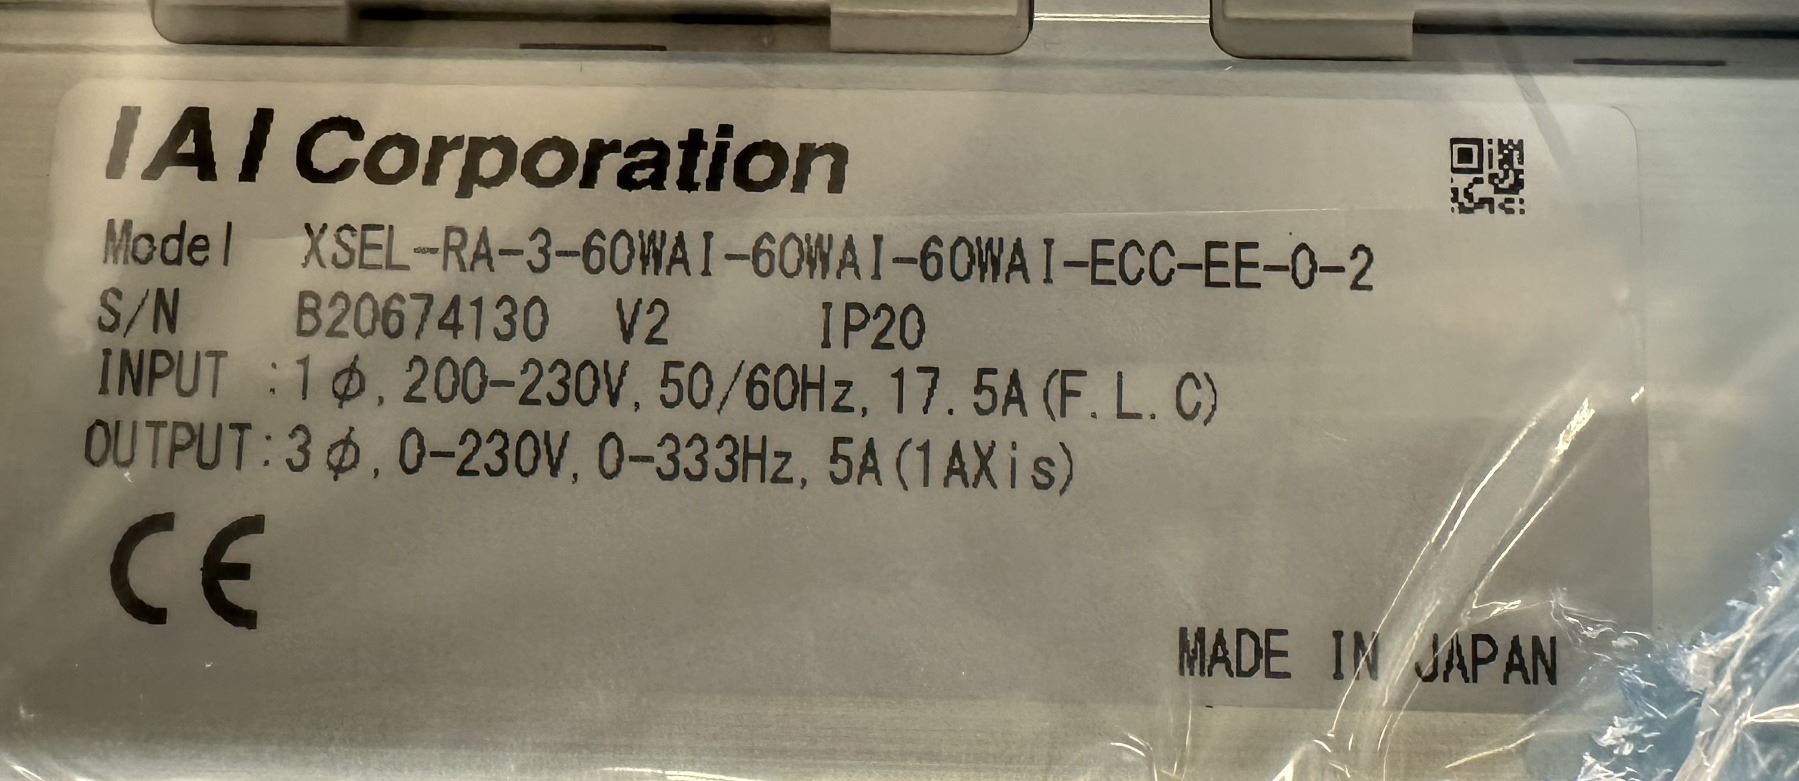 IAI Corporation
Model XSEL-RA-3-60WAI-60WAI-60WAI-ECC-EE-0-2
S/N B20674130 V2 IP20
INPUT :1ϕ, 200-230V, 50/60Hz, 17.5A(F.L.C)
OUTPUT:3ϕ, 0-230V, 0-333Hz, 5A(1AXis)
CE
MADE IN JAPAN